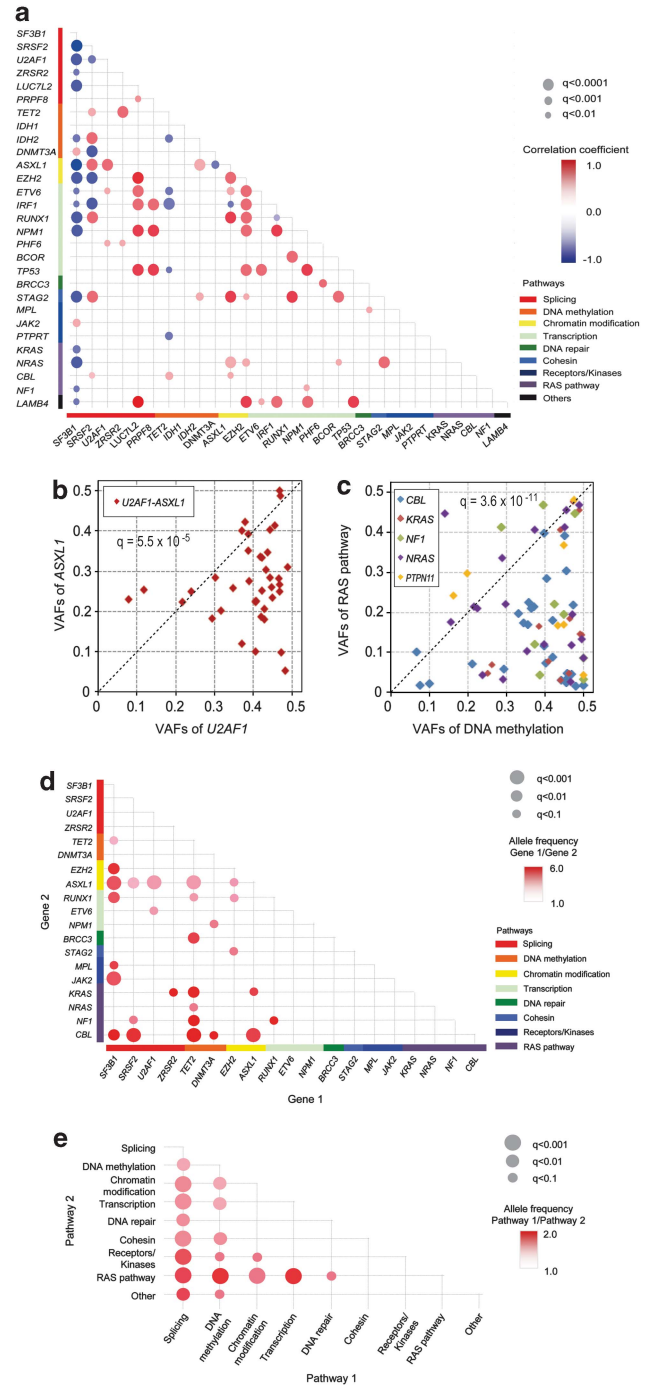 a
SF3B1
SRSF2
U2AF1
ZRSR2
LUC7L2
PRPF8
TET2
IDH1
IDH2
DNMT3A
ASXL1
EZH2
ETV6
IRF1
RUNX1
NPM1
PHF6
BCOR
TP53
BRCC3
STAG2
MPL
JAK2
PTPRT
KRAS
NRAS
CBL
NF1
LAMB4
SF3B1
SRSF2
U2AF1
ZRSR2
LUC7L2
PRPF8
TET2
IDH1
IDH2
DNMT3A
ASXL1
EZH2
ETV6
IRF1
RUNX1
NPM1
PHF6
BCOR
TP53
BRCC3
STAG2
MPL
JAK2
PTPRT
KRAS
NRAS
CBL
NF1
LAMB4
q<0.0001
q<0.001
q<0.01
Correlation coefficient
1.0
0.0
-1.0
Pathways
Splicing
DNA methylation
Chromatin modification
Transcription
DNA repair
Cohesin
Receptors/Kinases
RAS pathway
Others
b
0.5
0.4
0.3
0.2
0.1
0
VAFs of ASXL1
U2AF1-ASXL1
q = 5.5 x 10-5
0 0.1 0.2 0.3 0.4 0.5
VAFs of U2AF1
c
0.5
0.4
0.3
0.2
0.1
0
VAFs of RAS pathway
CBL
KRAS
NF1
NRAS
PTPN11
q = 3.6 x 10-11
0 0.1 0.2 0.3 0.4 0.5
VAFs of DNA methylation
d
Gene 2
SF3B1
SRSF2
U2AF1
ZRSR2
TET2
DNMT3A
EZH2
ASXL1
RUNX1
ETV6
NPM1
BRCC3
STAG2
MPL
JAK2
KRAS
NRAS
NF1
CBL
SF3B1
SRSF2
U2AF1
ZRSR2
TET2
DNMT3A
EZH2
ASXL1
RUNX1
ETV6
NPM1
BRCC3
STAG2
MPL
JAK2
KRAS
NRAS
NF1
CBL
Gene 1
q<0.001
q<0.01
q<0.1
Allele frequency
Gene 1/Gene 2
6.0
1.0
Pathways
Splicing
DNA methylation
Chromatin modification
Transcription
DNA repair
Cohesin
Receptors/Kinases
RAS pathway
e
Pathway 2
Splicing
DNA methylation
Chromatin
modification
Transcription
DNA repair
Cohesin
Receptors/
Kinases
RAS pathway
Other
Splicing
DNA
methylation
Chromatin
modification
Transcription
DNA repair
Cohesin
Receptors/
Kinases
RAS pathway
Other
Pathway 1
q<0.001
q<0.01
q<0.1
Allele frequency
Pathway 1/Pathway 2
2.0
1.0